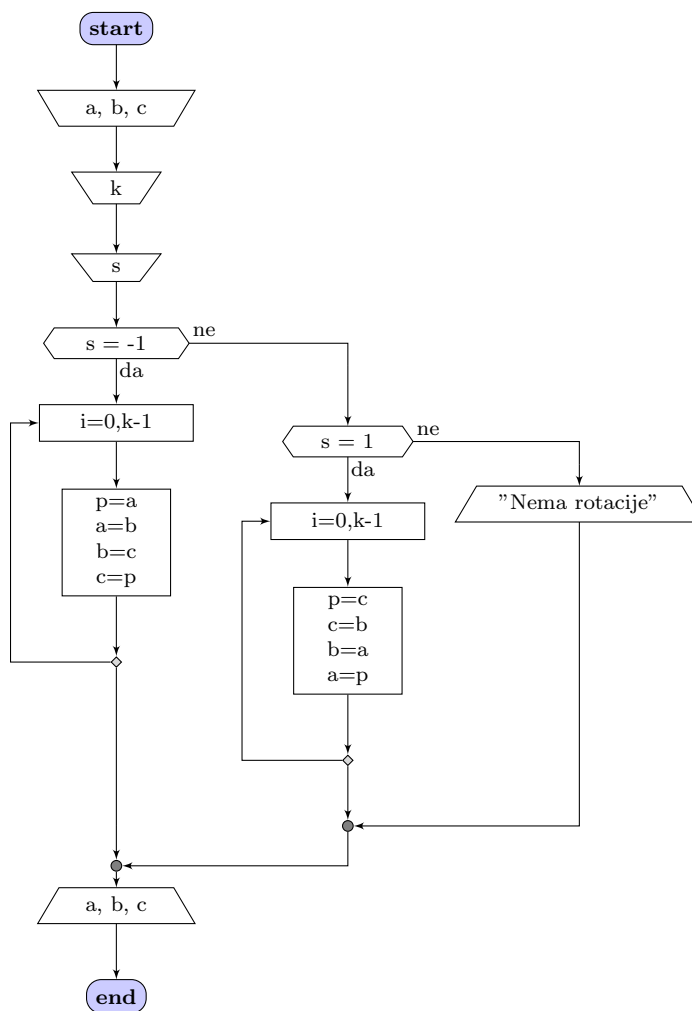 start
a, b, c
k
s
s = -1
ne
da
i=0,k-1
p=a
a=b
b=c
c=p
s = 1
ne
da
i=0,k-1
p=c
c=b
b=a
a=p
"Nema rotacije"
a, b, c
end